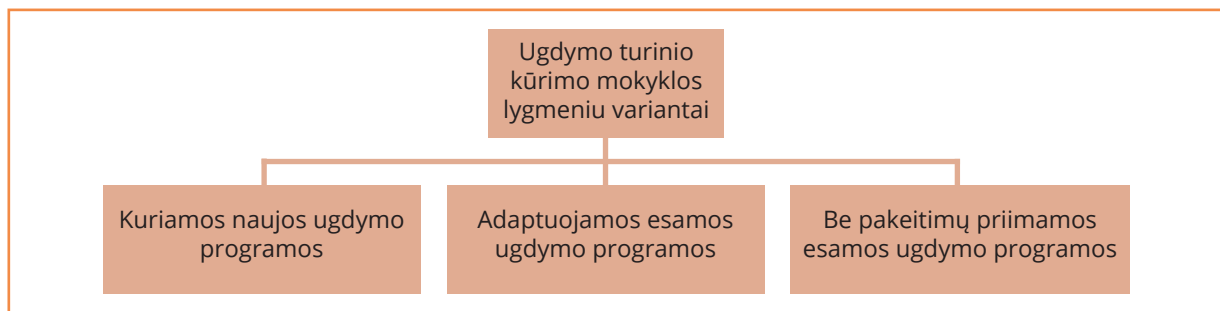 Ugdymo turinio
kūrimo mokyklos
lygmeniu variantai
Kuriamos naujos ugdymo
programos
Adaptuojamos esamos
ugdymo programos
Be pakeitimų priimamos
esamos ugdymo programos